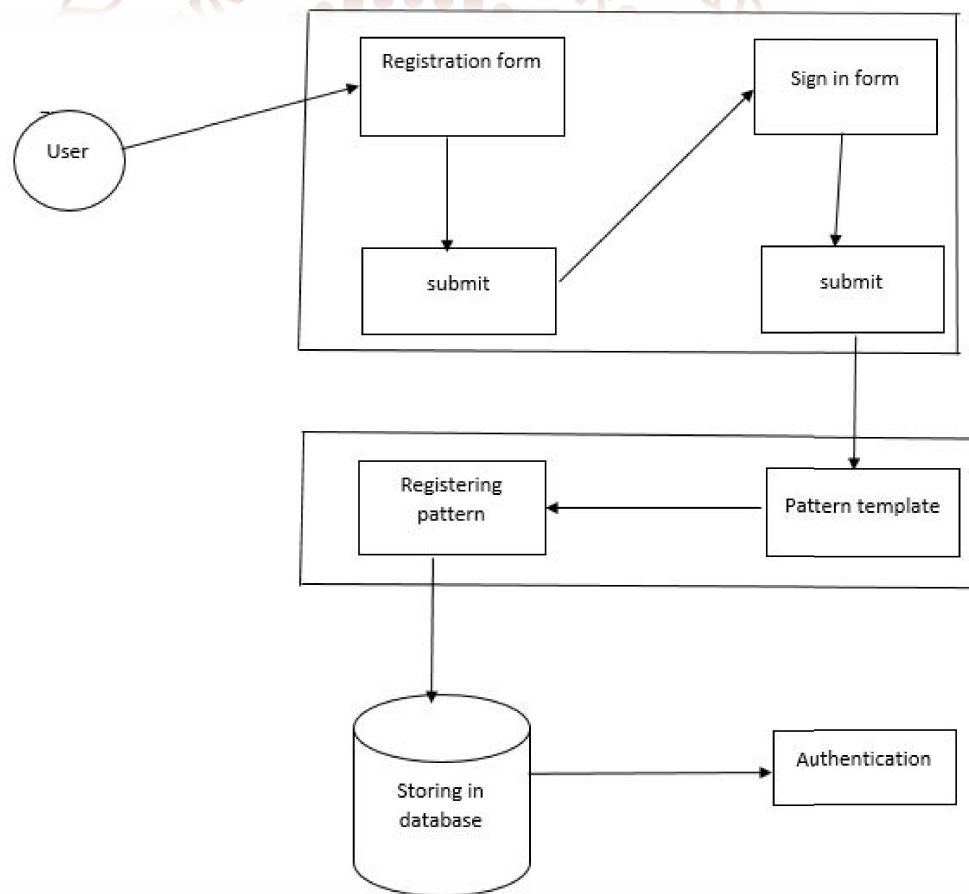 Registration form
Sign in form
User
submit
submit
Registering
pattern
Pattern template
Storing in
database
Authentication